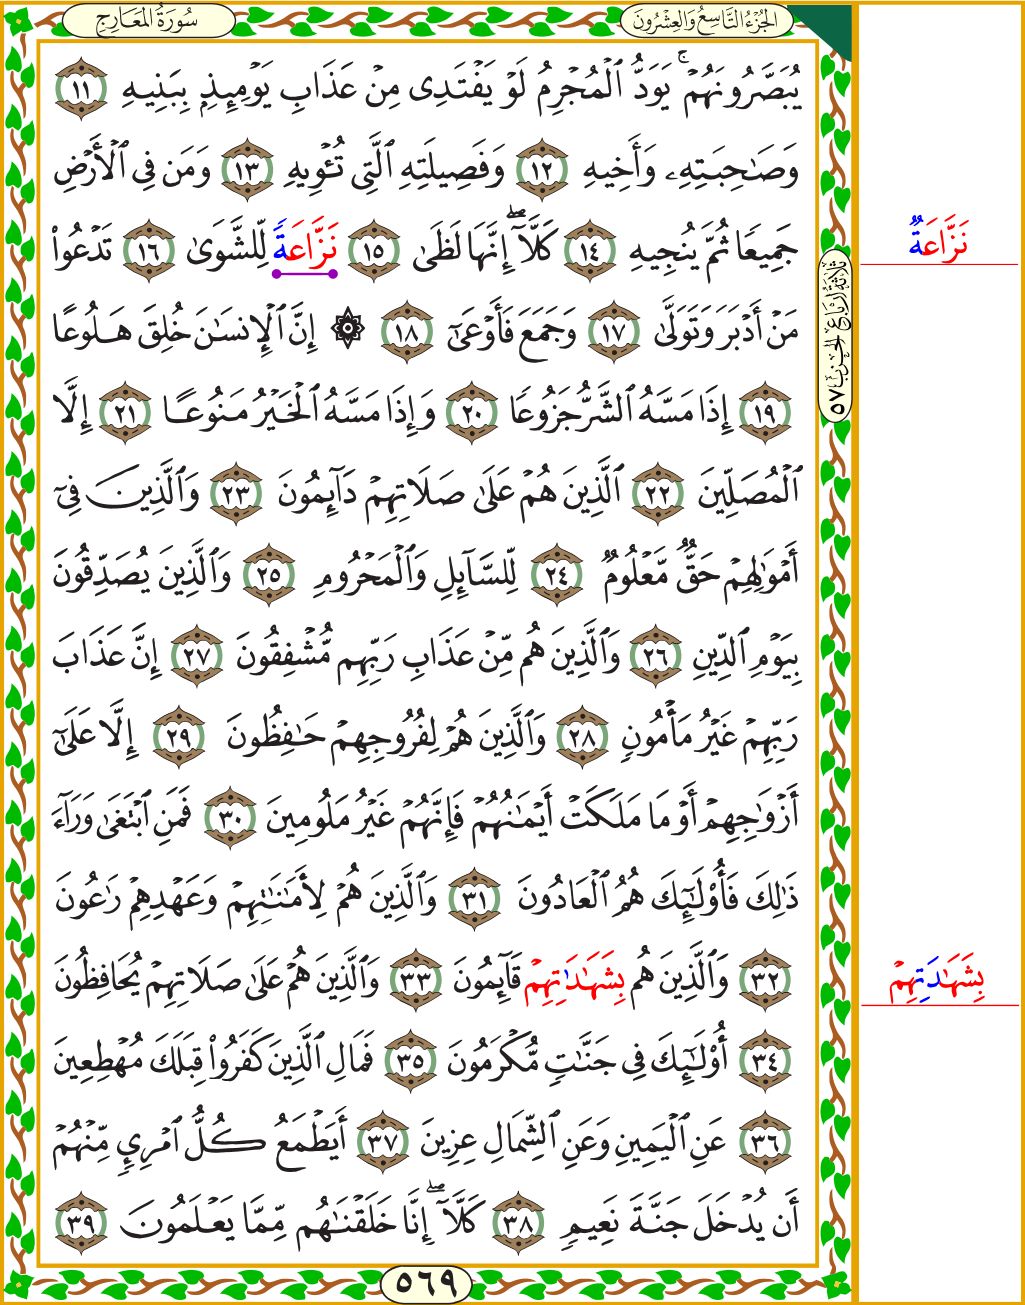 سُورَةُ المَعَارِجِ
الجُزْءُ التَّاسِعُ وَالعِشْرُونَ
يُبَصَّرُونَهُمۡۚ يَوَدُّ ٱلۡمُجۡرِمُ لَوۡ يَفۡتَدِي مِنۡ عَذَابِ يَوۡمِئِذِۭ بِبَنِيهِ ١١
وَصَٰحِبَتِهِۦ وَأَخِيهِ ١٢ وَفَصِيلَتِهِ ٱلَّتِي تُـٔۡوِيهِ ١٣ وَمَن فِي ٱلۡأَرۡضِ
جَمِيعٗا ثُمَّ يُنجِيهِ ١٤ كَلَّآۖ إِنَّهَا لَظَىٰ ١٥ نَزَّاعَةٗ لِّلشَّوَىٰ ١٦ تَدۡعُواْ
مَنۡ أَدۡبَرَ وَتَوَلَّىٰ ١٧ وَجَمَعَ فَأَوۡعَىٰٓ ١٨ ۞ إِنَّ ٱلۡإِنسَٰنَ خُلِقَ هَلُوعًا
١٩ إِذَا مَسَّهُ ٱلشَّرُّ جَزُوعٗا ٢٠ وَإِذَا مَسَّهُ ٱلۡخَيۡرُ مَنُوعًا ٢١ إِلَّا
ٱلۡمُصَلِّينَ ٢٢ ٱلَّذِينَ هُمۡ عَلَىٰ صَلَاتِهِمۡ دَآئِمُونَ ٢٣ وَٱلَّذِينَ فِيٓ
أَمۡوَٰلِهِمۡ حَقّٞ مَّعۡلُومٞ ٢٤ لِّلسَّآئِلِ وَٱلۡمَحۡرُومِ ٢٥ وَٱلَّذِينَ يُصَدِّقُونَ
بِيَوۡمِ ٱلدِّينِ ٢٦ وَٱلَّذِينَ هُم مِّنۡ عَذَابِ رَبِّهِم مُّشۡفِقُونَ ٢٧ إِنَّ عَذَابَ
رَبِّهِمۡ غَيۡرُ مَأۡمُونٖ ٢٨ وَٱلَّذِينَ هُمۡ لِفُرُوجِهِمۡ حَٰفِظُونَ ٢٩ إِلَّا عَلَىٰٓ
أَزۡوَٰجِهِمۡ أَوۡ مَا مَلَكَتۡ أَيۡمَٰنُهُمۡ فَإِنَّهُمۡ غَيۡرُ مَلُومِينَ ٣٠ فَمَنِ ٱبۡتَغَىٰ وَرَآءَ
ذَٰلِكَ فَأُوْلَٰٓئِكَ هُمُ ٱلۡعَادُونَ ٣١ وَٱلَّذِينَ هُمۡ لِأَمَٰنَٰتِهِمۡ وَعَهۡدِهِمۡ رَٰعُونَ
٣٢ وَٱلَّذِينَ هُم بِشَهَٰدَٰتِهِمۡ قَآئِمُونَ ٣٣ وَٱلَّذِينَ هُمۡ عَلَىٰ صَلَاتِهِمۡ يُحَافِظُونَ
٣٤ أُوْلَٰٓئِكَ فِي جَنَّٰتٖ مُّكۡرَمُونَ ٣٥ فَمَالِ ٱلَّذِينَ كَفَرُواْ قِبَلَكَ مُهۡطِعِينَ
٣٦ عَنِ ٱلۡيَمِينِ وَعَنِ ٱلشِّمَالِ عِزِينَ ٣٧ أَيَطۡمَعُ كُلُّ ٱمۡرِيٕٖ مِّنۡهُمۡ
أَن يُدۡخَلَ جَنَّةَ نَعِيمٖ ٣٨ كَلَّآۖ إِنَّا خَلَقۡنَٰهُم مِّمَّا يَعۡلَمُونَ ٣٩
٥٦٩
نَزَّاعَةٞ
ثلاثة أرباع الحزب ٥٧
بِشَهَٰدَتِهِمۡ